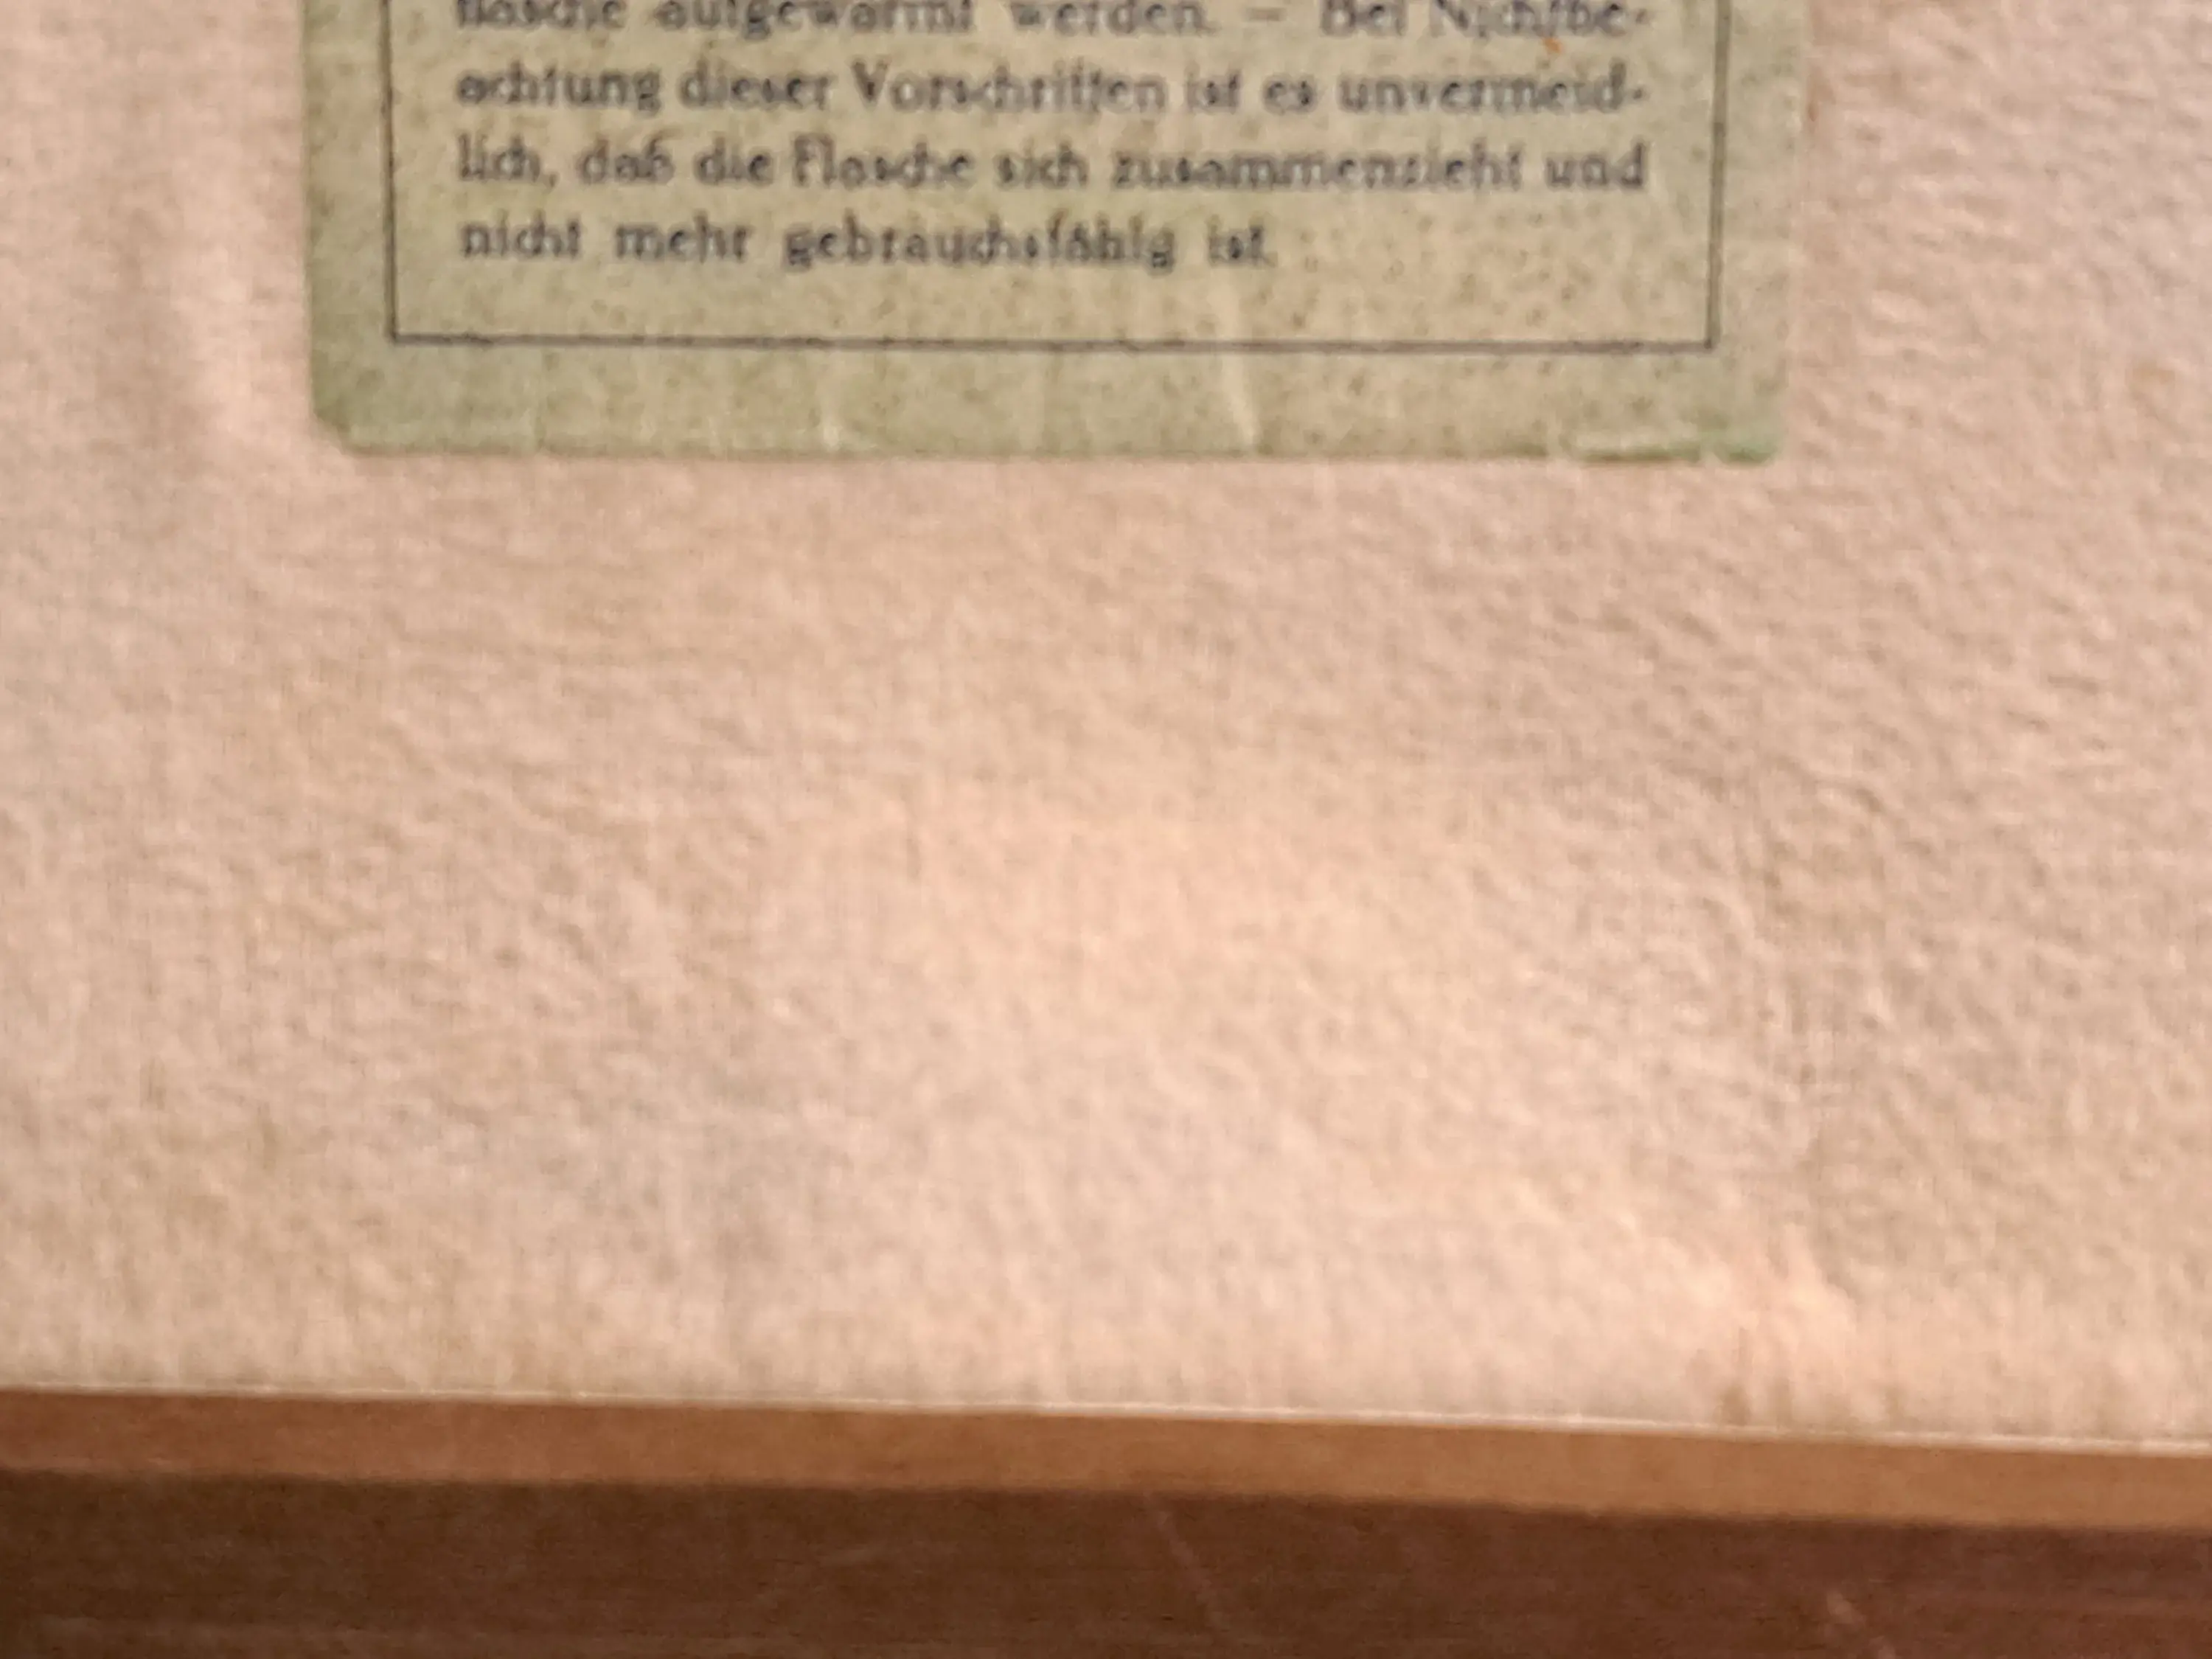 flasche aufgewärmt werden. — Bei Nichtbe-
achtung dieser Vorschriften ist es unvermeid-
lich, daß die Flasche sich zusammenzieht und
nicht mehr gebrauchsfähig ist.